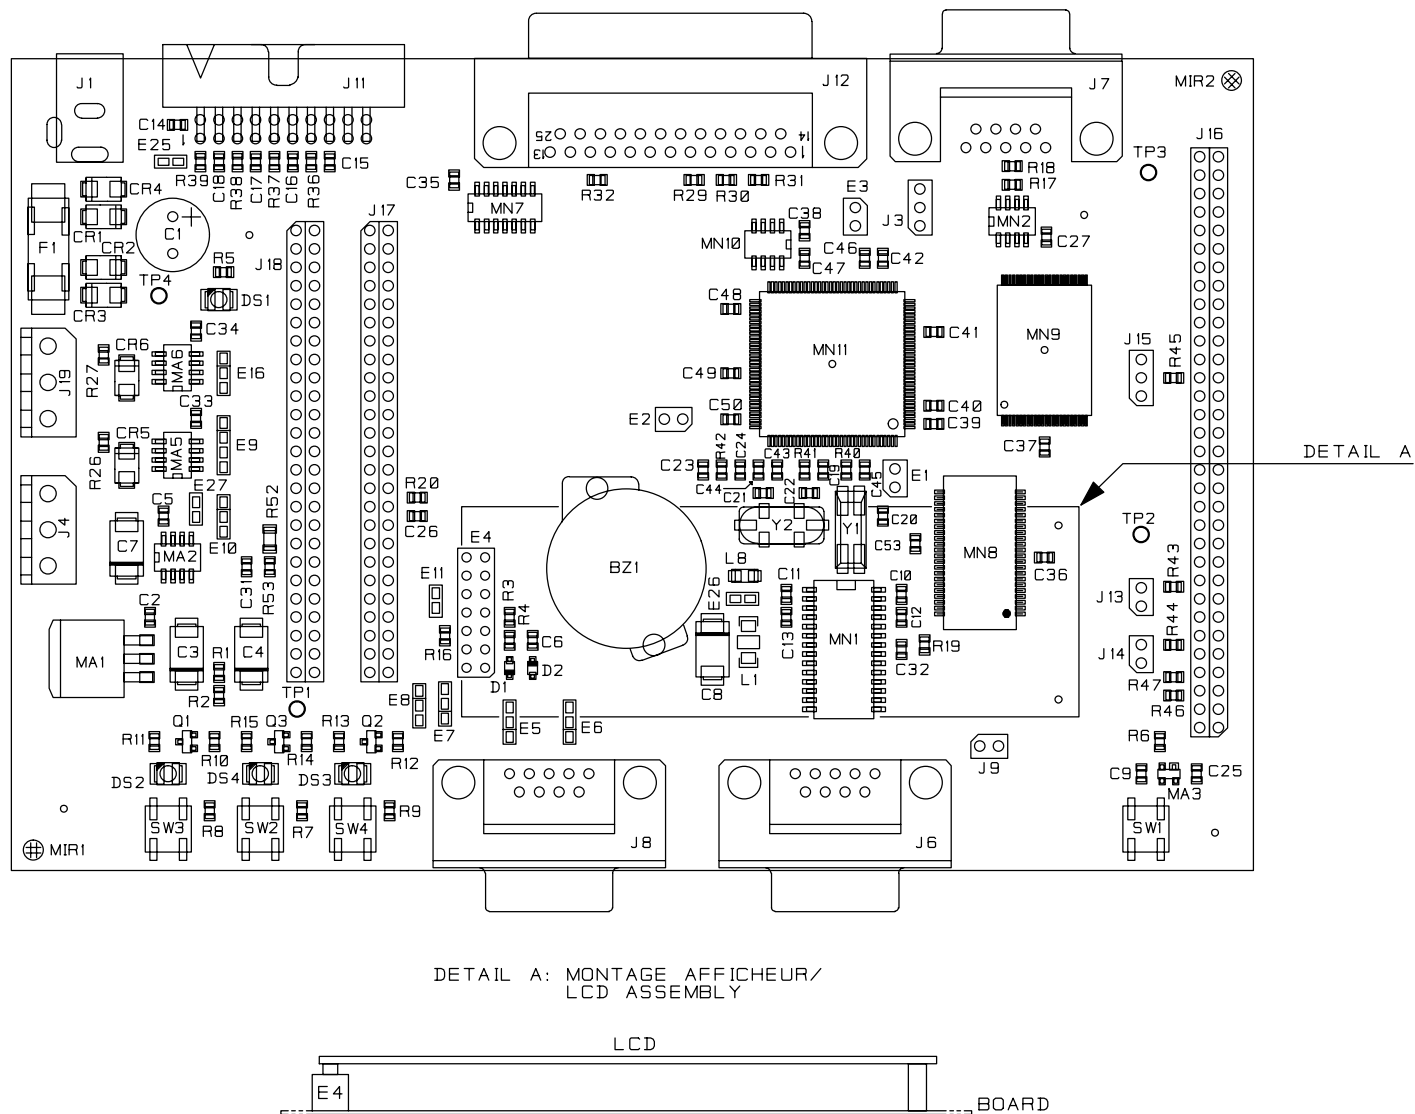 J1
J11
J12
J7
MIR2
J16
C14
1
E25
25
14
13
1
TP3
R39
C18
R38
C17
R37
C16
R36
C15
C35
R32
R29
R30
R31
E3
J3
R18
R17
CR4
MN7
MN2
C27
F1
CR1
C1
J17
C38
MN10
C46
C42
C47
CR2
R5
J18
TP4
CR3
DS1
C48
C34
C41
MN11
MN9
J15
R45
CR6
MA6
E16
J19
R27
C49
C33
C50
C40
C39
E2
CR5
MA5
E9
R26
R42
C24
C43
R41
R40
C37
C23
C44
C21
C22
C19
C45
E1
DETAIL A
E27
C5
R52
R20
C26
J4
C7
E10
MA2
C31
R53
E4
BZ1
Y2
Y1
C20
C53
MN8
TP2
C36
R43
L8
E11
R3
R4
E26
C11
C10
J13
C2
C13
MN1
C12
R44
R16
C6
R19
J14
MA1
C3
C4
R1
R2
D1
D2
C8
L1
C32
R47
R46
TP1
E8
E7
E5
E6
Q1
R15
Q3
R13
Q2
R11
R10
R14
R12
J9
R6
DS2
DS4
DS3
C9
C25
MA3
SW3
R8
SW2
R7
SW4
R9
J8
J6
SW1
MIR1
DETAIL A: MONTAGE AFFICHEUR/
LCD ASSEMBLY
LCD
E4
BOARD